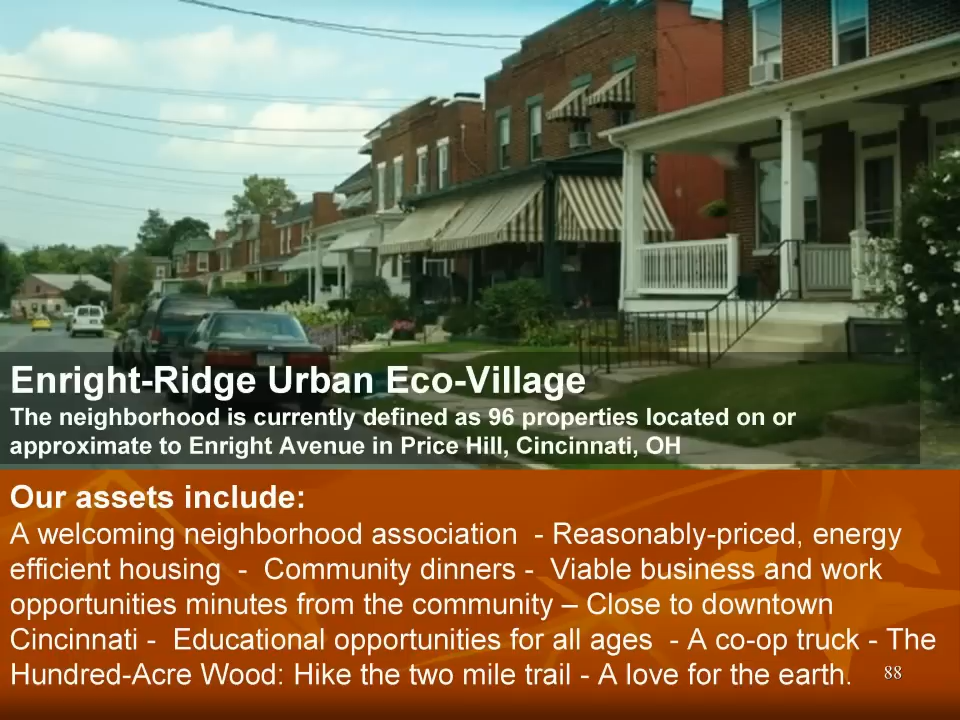 Enright-Ridge Urban Eco-Village
The neighborhood is currently defined as 96 properties located on or
approximate to Enright Avenue in Price Hill, Cincinnati, OH
Our assets include:
A welcoming neighborhood association - Reasonably-priced, energy
efficient housing - Community dinners - Viable business and work
opportunities minutes from the community – Close to downtown
Cincinnati - Educational opportunities for all ages - A co-op truck - The
Hundred-Acre Wood: Hike the two mile trail - A love for the earth.
88